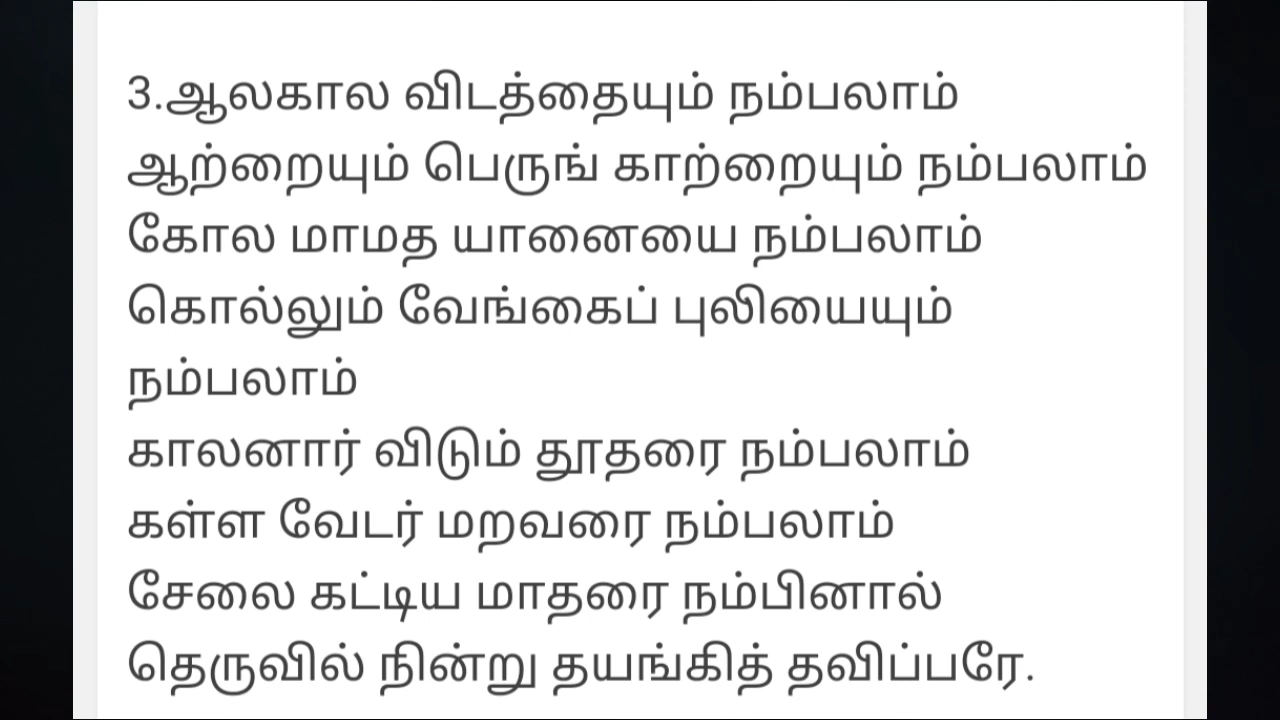 3.ஆலகால விடத்தையும் நம்பலாம்
ஆற்றையும் பெருங் காற்றையும் நம்பலாம்
கோல மாமத யானையை நம்பலாம்
கொல்லும் வேங்கைப் புலியையும்
நம்பலாம்
காலனார் விடும் தூதரை நம்பலாம்
கள்ள வேடர் மறவரை நம்பலாம்
சேலை கட்டிய மாதரை நம்பினால்
தெருவில் நின்று தயங்கித் தவிப்பரே.